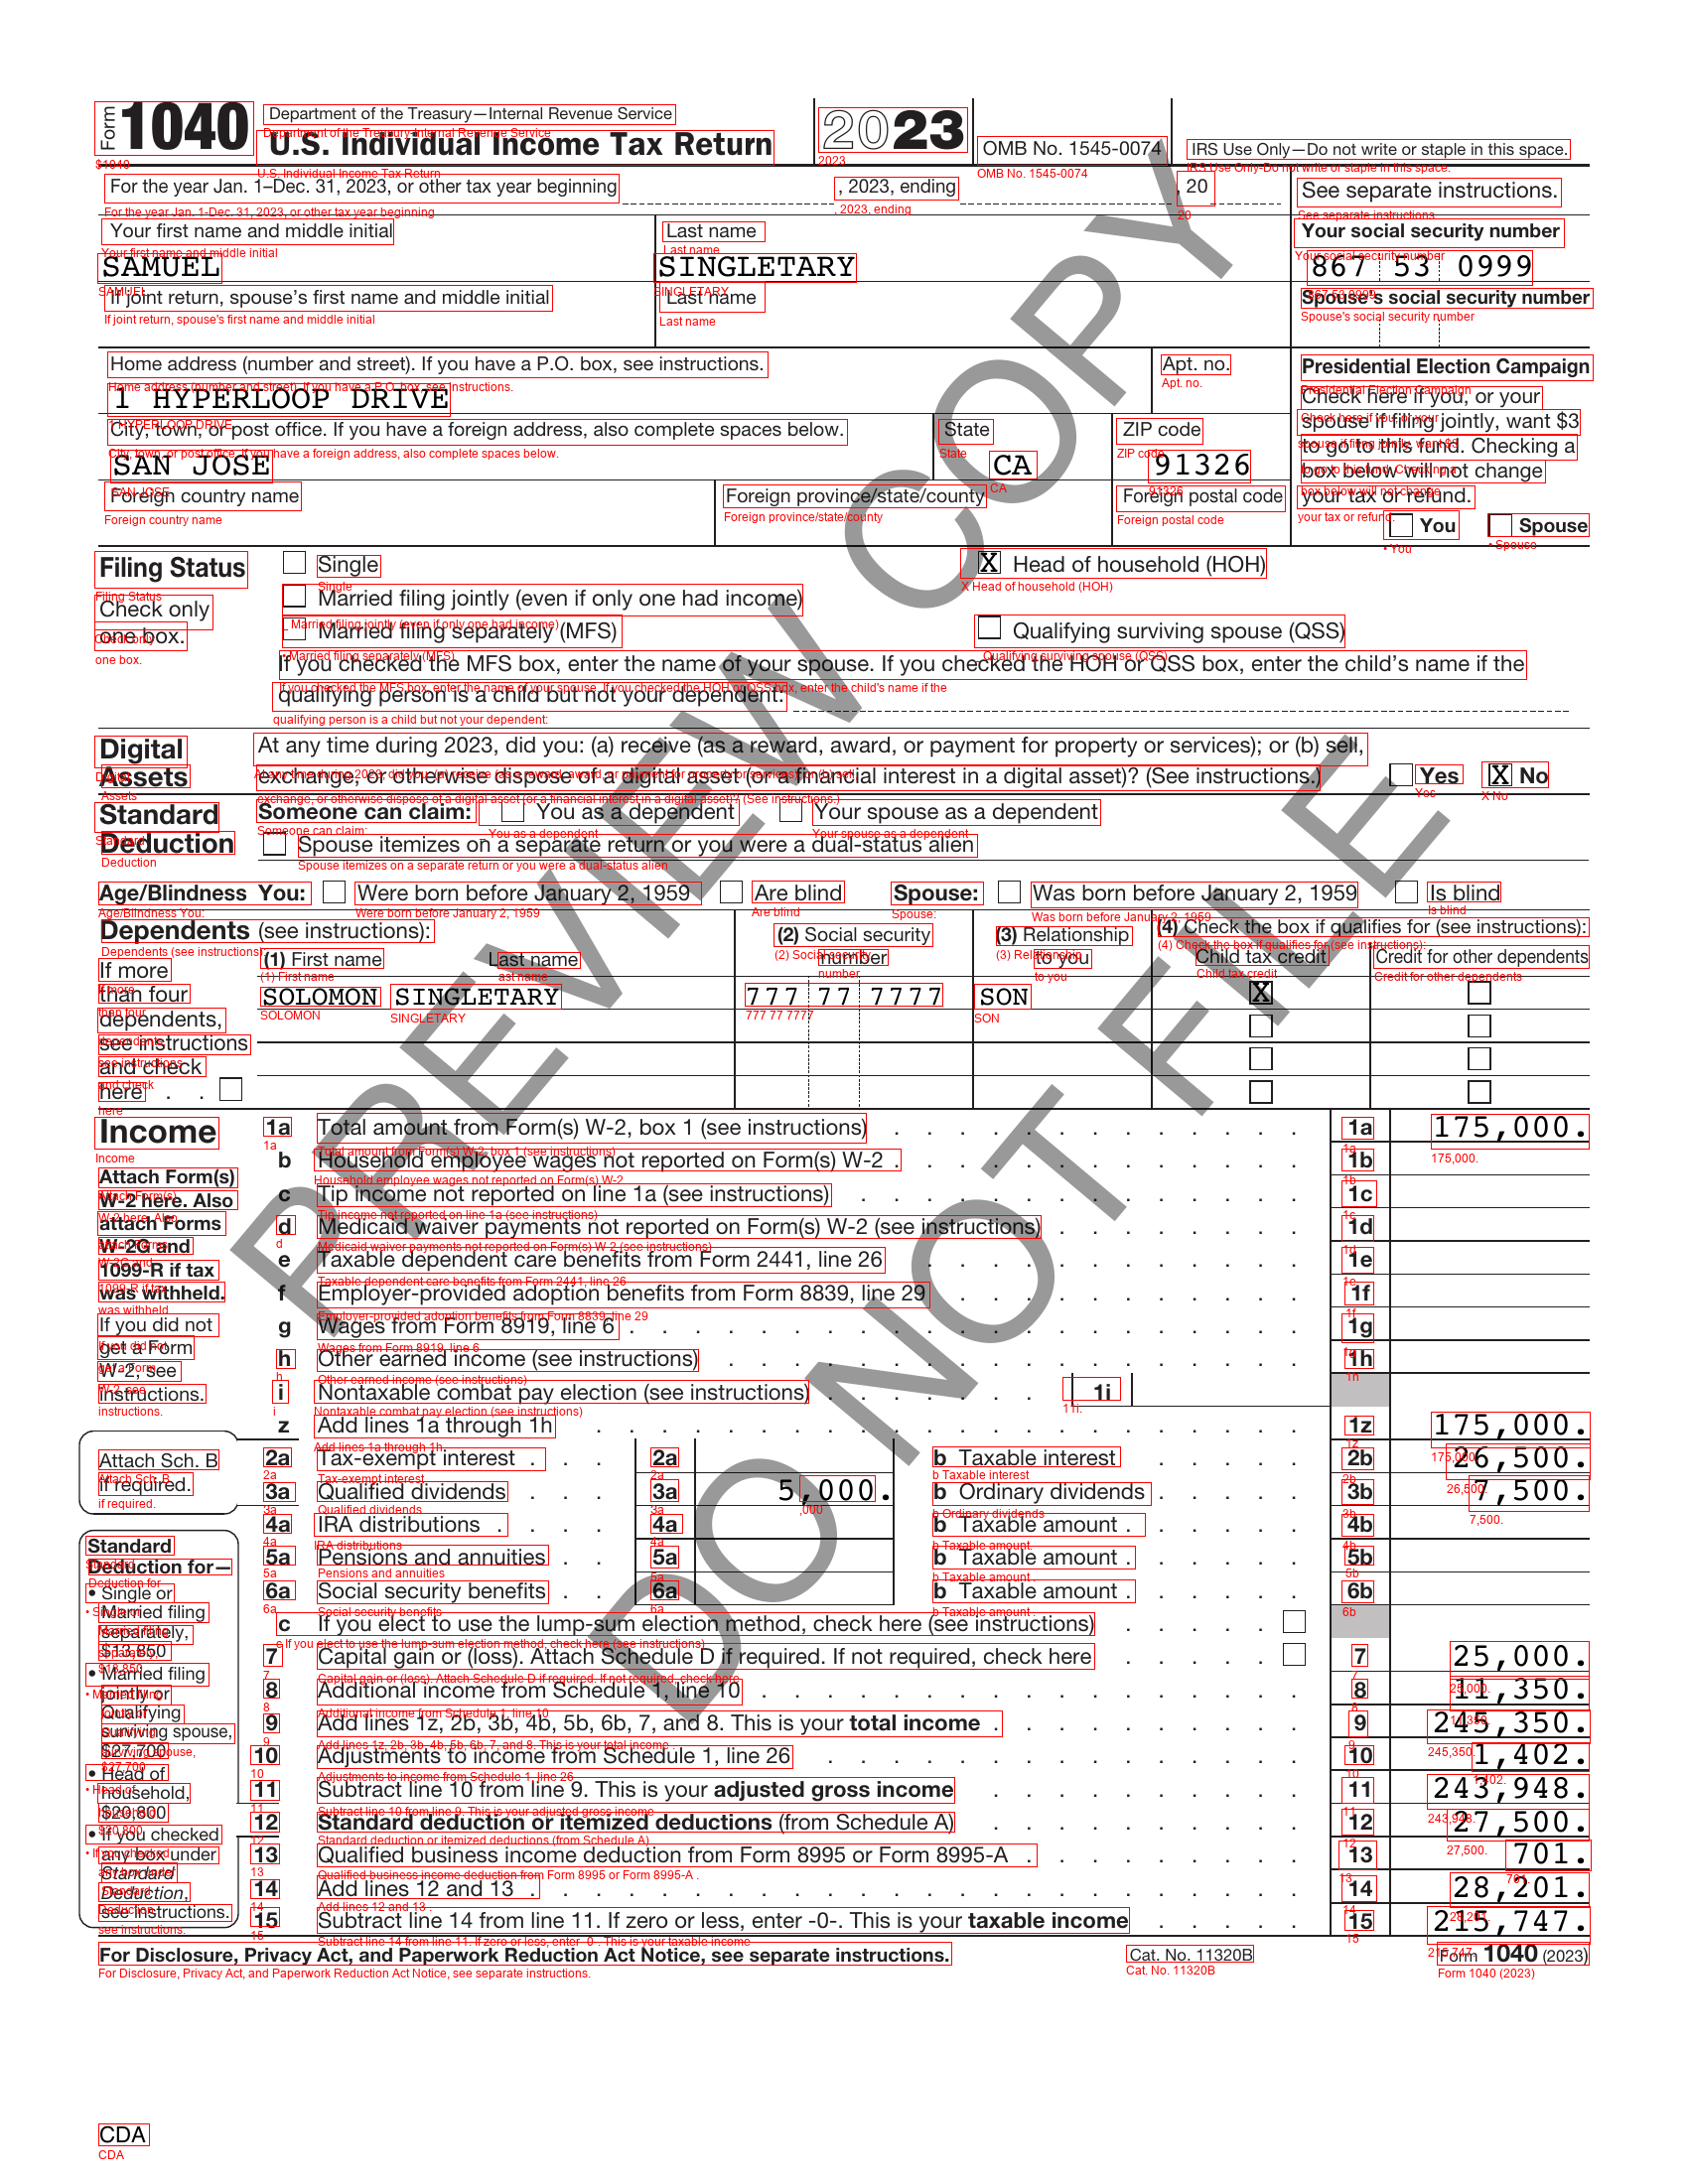 Form 1040 Department of the Treasury—Internal Revenue Service
U.S. Individual Income Tax Return 2023 OMB No. 1545-0074 IRS Use Only—Do not write or staple in this space.
For the year Jan. 1–Dec. 31, 2023, or other tax year beginning , 2023, ending , 20 See separate instructions.
Your first name and middle initial Last name Your social security number
SAMUEL SINGLETARY 867 53 0999
If joint return, spouse's first name and middle initial Last name Spouse's social security number
Home address (number and street). If you have a P.O. box, see instructions. Apt. no.
1 HYPERLOOP DRIVE
City, town, or post office. If you have a foreign address, also complete spaces below. State ZIP code
SAN JOSE CA 91326
Foreign country name Foreign province/state/county Foreign postal code
Presidential Election Campaign
Check here if you, or your
spouse if filing jointly, want $3
to go to this fund. Checking a
box below will not change
your tax or refund.
You Spouse
Filing Status
Check only
one box.
Single X Head of household (HOH)
Married filing jointly (even if only one had income)
Married filing separately (MFS) Qualifying surviving spouse (QSS)
If you checked the MFS box, enter the name of your spouse. If you checked the HOH or QSS box, enter the child's name if the
qualifying person is a child but not your dependent:
Digital
Assets
At any time during 2023, did you: (a) receive (as a reward, award, or payment for property or services); or (b) sell,
exchange, or otherwise dispose of a digital asset (or a financial interest in a digital asset)? (See instructions.) Yes X No
Standard
Deduction
Someone can claim: You as a dependent Your spouse as a dependent
Spouse itemizes on a separate return or you were a dual-status alien
Age/Blindness You: Were born before January 2, 1959 Are blind Spouse: Was born before January 2, 1959 Is blind
Dependents (see instructions):
If more
than four
dependents,
see instructions
and check
here . .
(1) First name Last name (2) Social security number (3) Relationship to you (4) Check the box if qualifies for (see instructions):
Child tax credit Credit for other dependents
SOLOMON SINGLETARY 777 77 7777 SON X
Income
Attach Form(s)
W-2 here. Also
attach Forms
W-2G and
1099-R if tax
was withheld.
If you did not
get a Form
W-2, see
instructions.
1a Total amount from Form(s) W-2, box 1 (see instructions) 1a 175,000.
b Household employee wages not reported on Form(s) W-2 1b
c Tip income not reported on line 1a (see instructions) 1c
d Medicaid waiver payments not reported on Form(s) W-2 (see instructions) 1d
e Taxable dependent care benefits from Form 2441, line 26 1e
f Employer-provided adoption benefits from Form 8839, line 29 1f
g Wages from Form 8919, line 6 1g
h Other earned income (see instructions) 1h
i Nontaxable combat pay election (see instructions) 1i
z Add lines 1a through 1h 1z 175,000.
Attach Sch. B
if required.
2a Tax-exempt interest 2a b Taxable interest 2b 26,500.
3a Qualified dividends 3a 5,000. b Ordinary dividends 3b 7,500.
4a IRA distributions 4a b Taxable amount 4b
5a Pensions and annuities 5a b Taxable amount 5b
6a Social security benefits 6a b Taxable amount 6b
c If you elect to use the lump-sum election method, check here (see instructions)
7 Capital gain or (loss). Attach Schedule D if required. If not required, check here 7 25,000.
8 Additional income from Schedule 1, line 10 8 11,350.
9 Add lines 1z, 2b, 3b, 4b, 5b, 6b, 7, and 8. This is your total income 9 245,350.
10 Adjustments to income from Schedule 1, line 26 10 1,402.
11 Subtract line 10 from line 9. This is your adjusted gross income 11 243,948.
12 Standard deduction or itemized deductions (from Schedule A) 12 27,500.
13 Qualified business income deduction from Form 8995 or Form 8995-A 13 701.
14 Add lines 12 and 13 14 28,201.
15 Subtract line 14 from line 11. If zero or less, enter -0-. This is your taxable income 15 215,747.
Standard
Deduction for—
• Single or
Married filing
separately,
$13,850
• Married filing
jointly or
Qualifying
surviving spouse,
$27,700
• Head of
household,
$20,800
• If you checked
any box under
Standard
Deduction,
see instructions.
For Disclosure, Privacy Act, and Paperwork Reduction Act Notice, see separate instructions. Cat. No. 11320B Form 1040 (2023)
CDA
PREVIEW COPY
DO NOT FILE